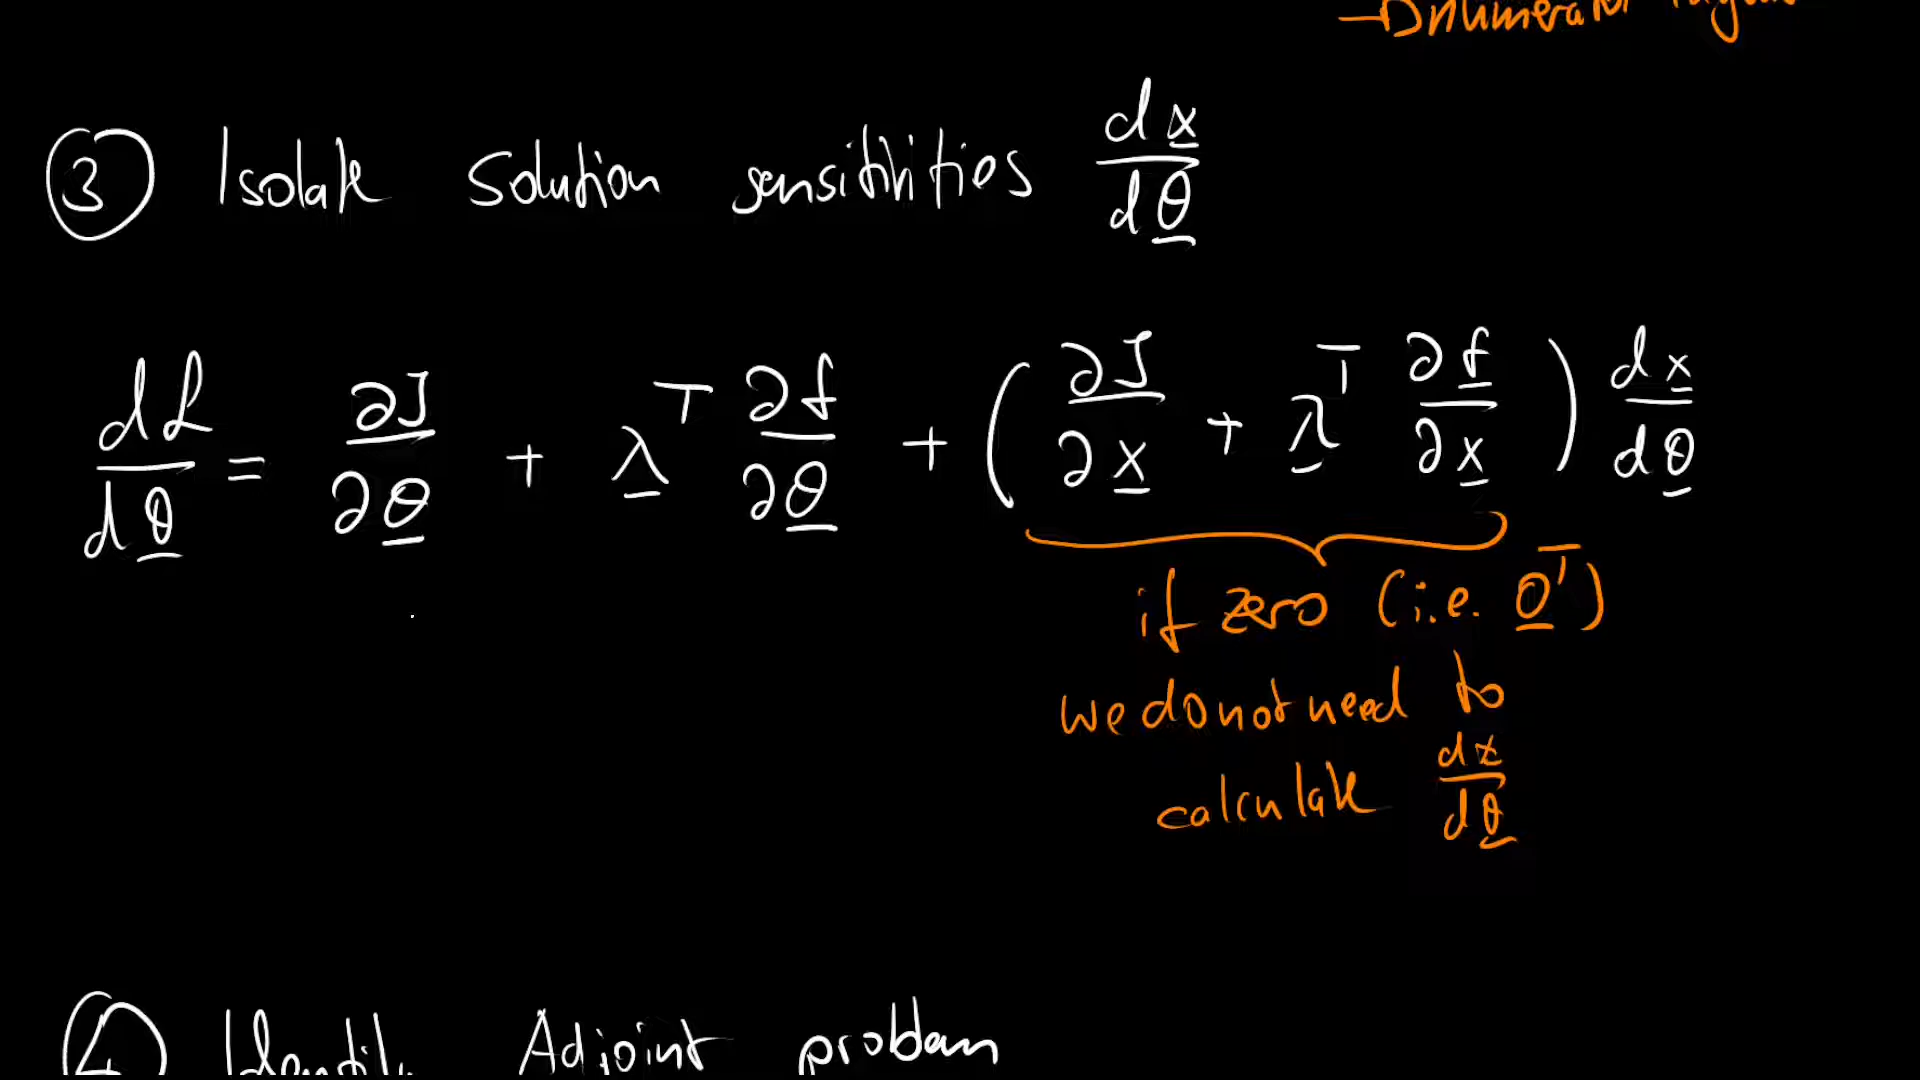 → Numerator
③ Isolate solution sensitivities dx/dθ
dL/dθ = ∂J/∂θ + λ^T ∂f/∂θ + (∂J/∂x + λ^T ∂f/∂x) dx/dθ
if zero (i.e. 0^T)
we do not need to
calculate dx/dθ
④ Identify Adjoint problem